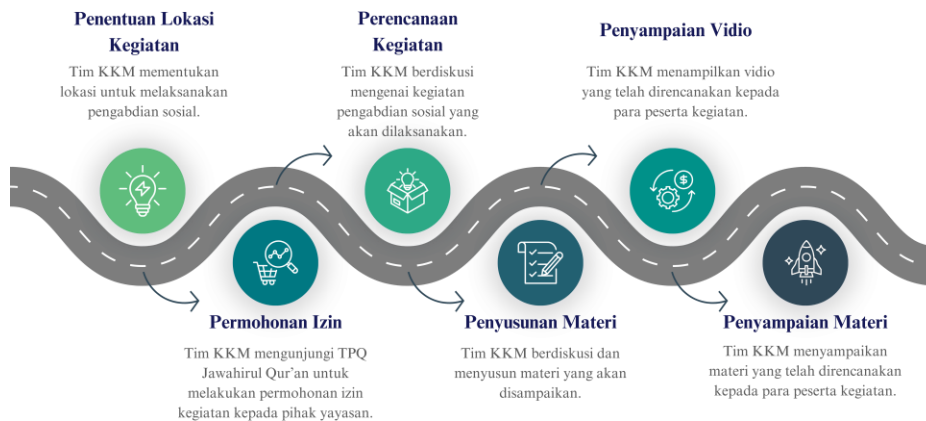 Penentuan Lokasi
Kegiatan
Tim KKM mementukan
lokasi untuk melaksanakan
pengabdian sosial.
Permohonan Izin
Tim KKM mengunjungi TPQ
Jawahirul Qur'an untuk
melakukan permohonan izin
kegiatan kepada pihak yayasan.
Perencanaan
Kegiatan
Tim KKM berdiskusi
mengenai kegiatan
pengabdian sosial yang
akan dilaksanakan.
Penyusunan Materi
Tim KKM berdiskusi dan
menyusun materi yang akan
disampaikan.
Penyampaian Vidio
Tim KKM menampilkan vidio
yang telah direncanakan kepada
para peserta kegiatan.
Penyampaian Materi
Tim KKM menyampaikan
materi yang telah direncanakan
kepada para peserta kegiatan.